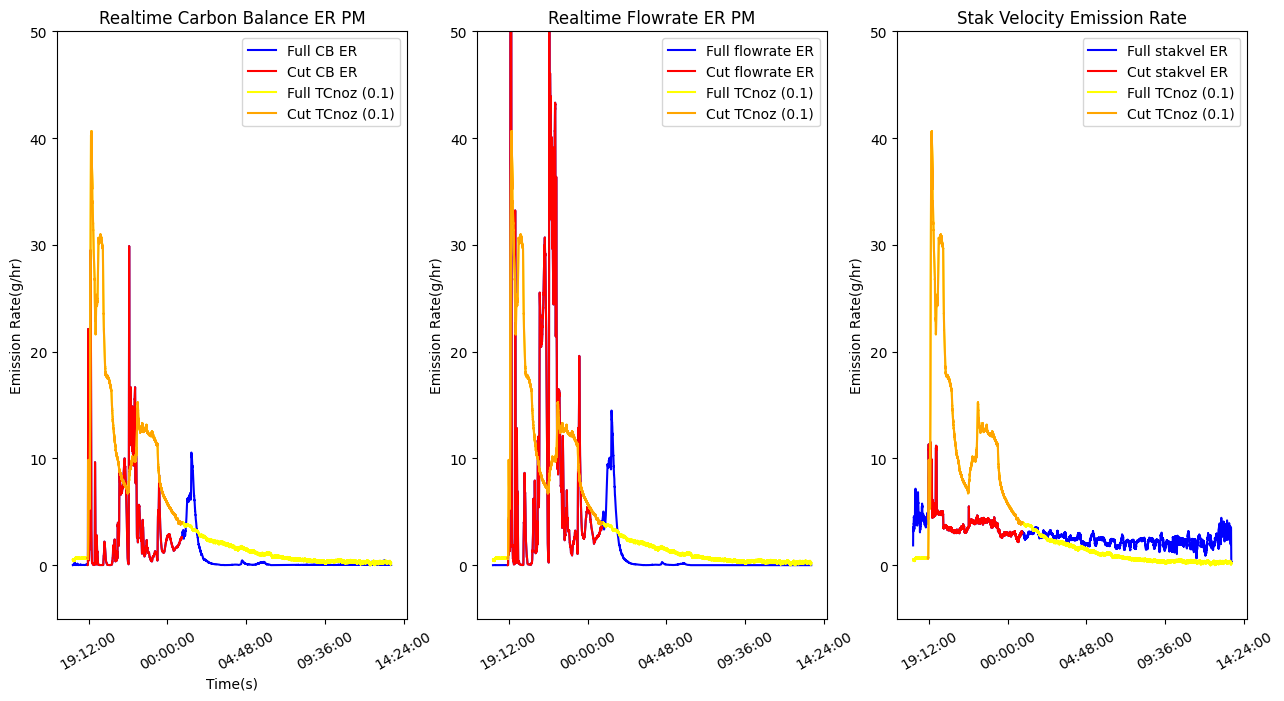 Realtime Carbon Balance ER PM
50
40
30
20
10
0
Emission Rate(g/hr)
Full CB ER
Cut CB ER
Full TCnoz (0.1)
Cut TCnoz (0.1)
19:12:00
00:00:00
04:48:00
09:36:00
14:24:00
Time(s)
Realtime Flowrate ER PM
50
40
30
20
10
0
Emission Rate(g/hr)
Full flowrate ER
Cut flowrate ER
Full TCnoz (0.1)
Cut TCnoz (0.1)
19:12:00
00:00:00
04:48:00
09:36:00
14:24:00
Stak Velocity Emission Rate
50
40
30
20
10
0
Emission Rate(g/hr)
Full stakvel ER
Cut stakvel ER
Full TCnoz (0.1)
Cut TCnoz (0.1)
19:12:00
00:00:00
04:48:00
09:36:00
14:24:00